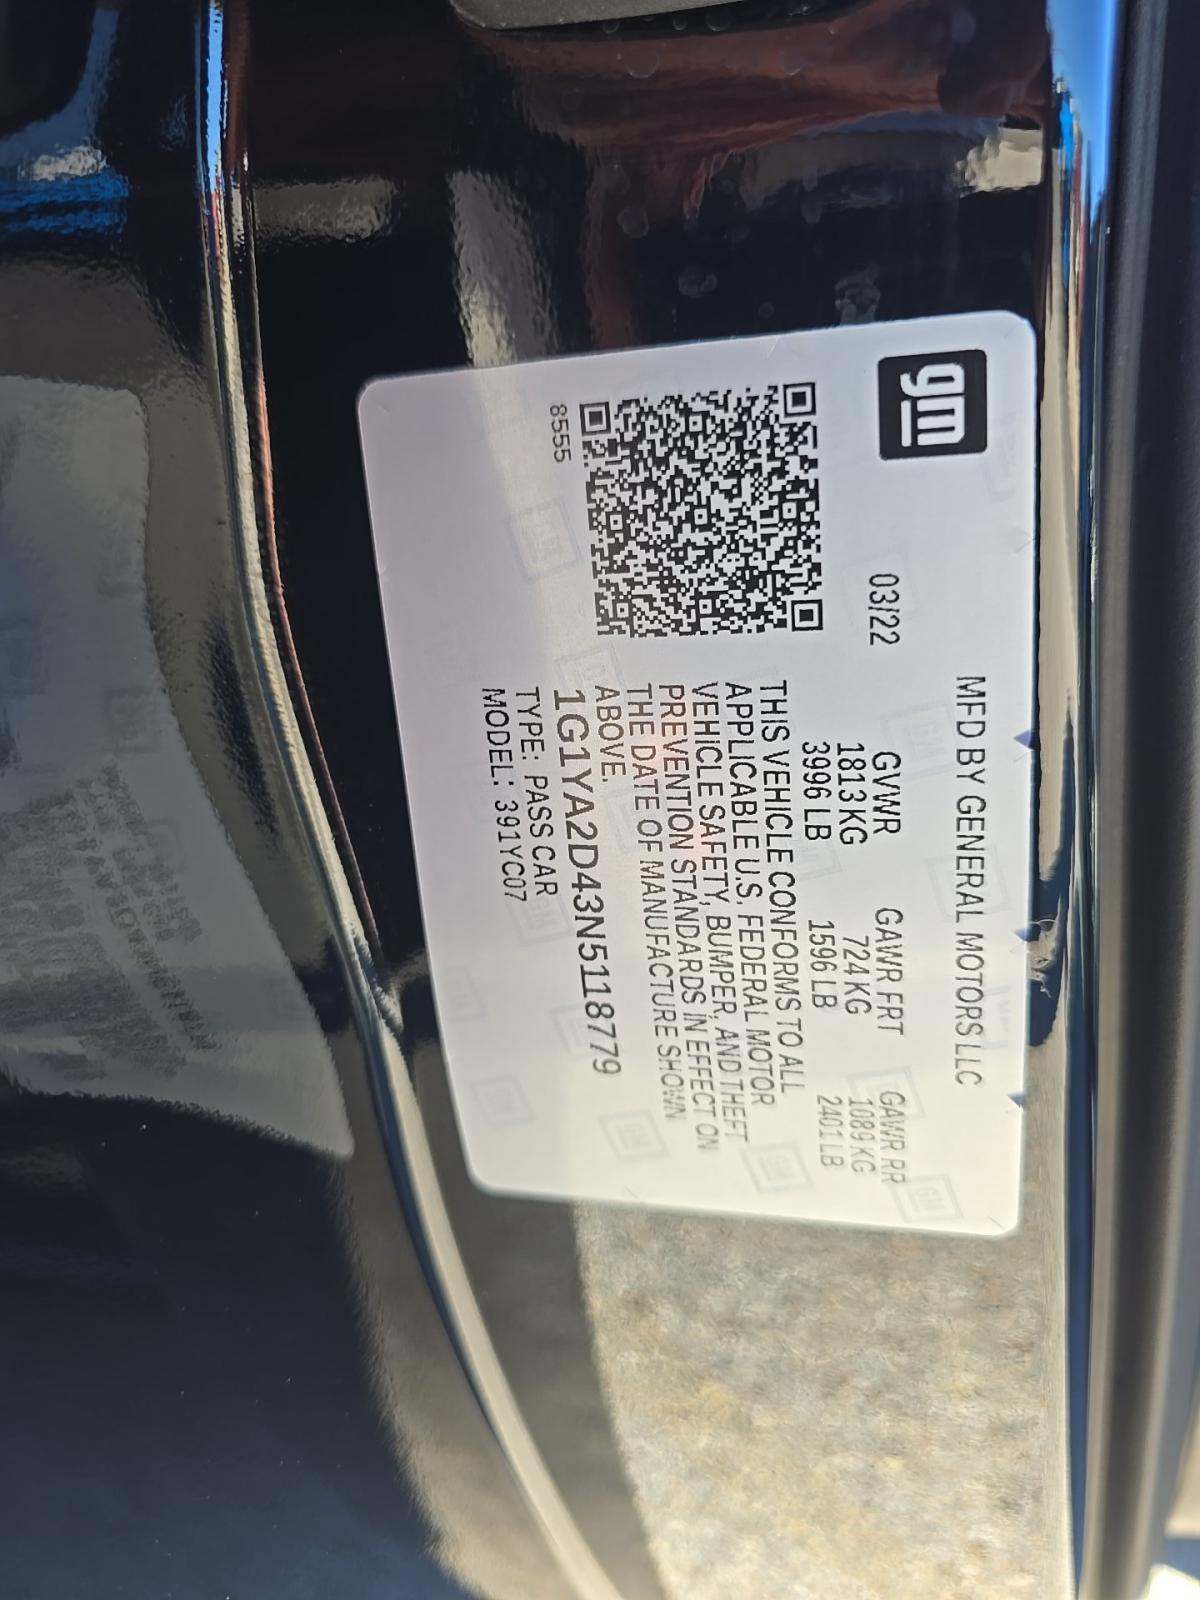 gm
MFD BY GENERAL MOTORS LLC
03/22
GVWR GAWR FRT GAWR RR
1813 KG 724 KG 1089 KG
3996 LB 1596 LB 2401 LB
THIS VEHICLE CONFORMS TO ALL
APPLICABLE U.S. FEDERAL MOTOR
VEHICLE SAFETY, BUMPER, AND THEFT
PREVENTION STANDARDS IN EFFECT ON
THE DATE OF MANUFACTURE SHOWN
ABOVE.
8555
1G1YA2D43N5118779
TYPE: PASS CAR
MODEL: 391YC07